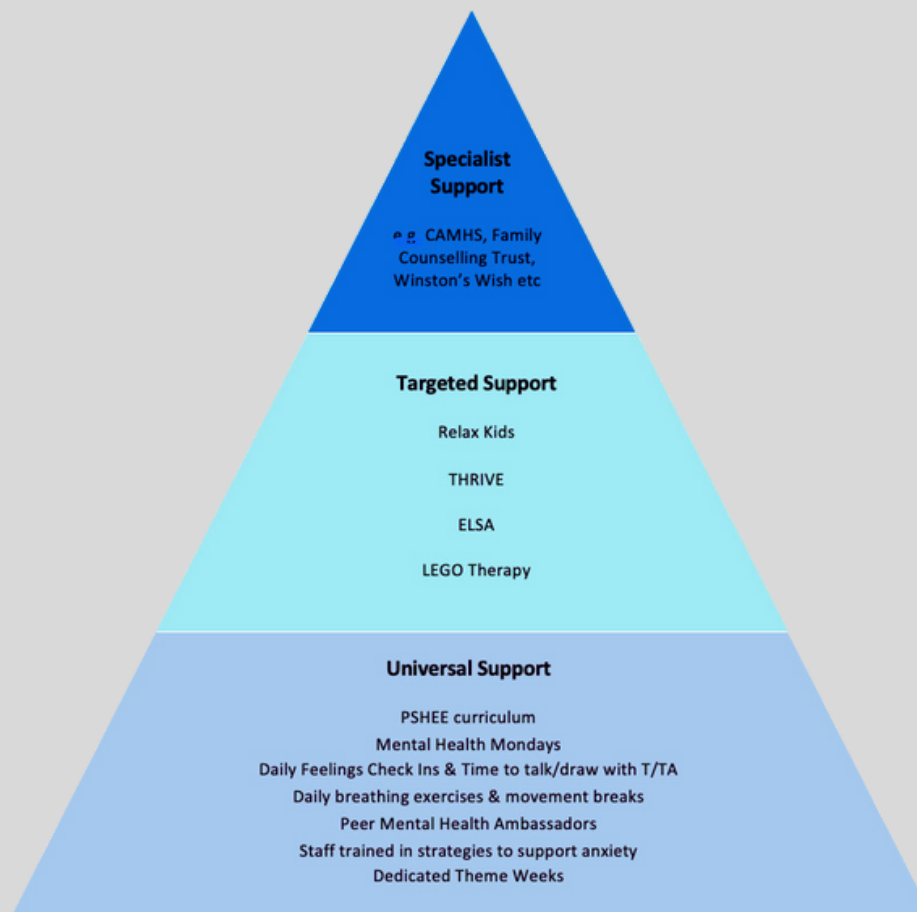 Specialist
Support
e.g. CAMHS, Family
Counselling Trust,
Winston's Wish etc
Targeted Support
Relax Kids
THRIVE
ELSA
LEGO Therapy
Universal Support
PSHEE curriculum
Mental Health Mondays
Daily Feelings Check Ins & Time to talk/draw with T/TA
Daily breathing exercises & movement breaks
Peer Mental Health Ambassadors
Staff trained in strategies to support anxiety
Dedicated Theme Weeks